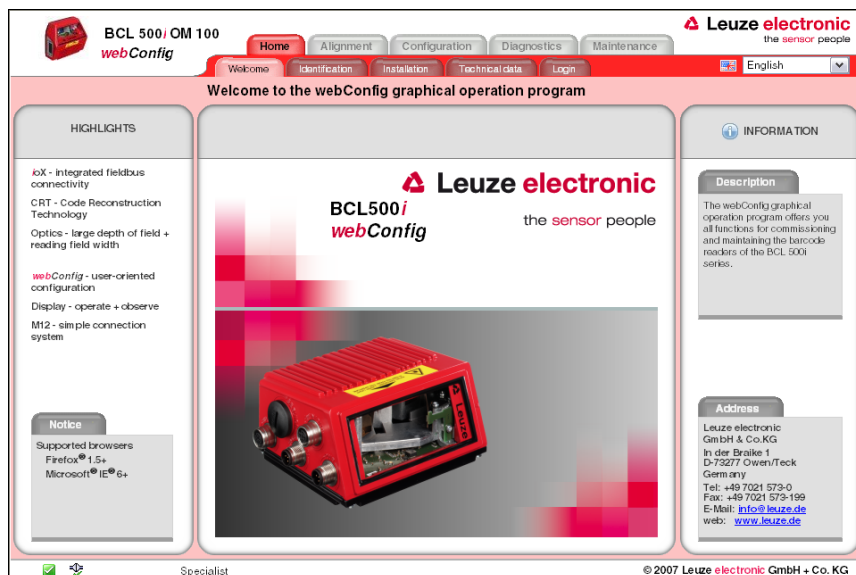 BCL 500i OM 100
webConfig
Leuze electronic
the sensor people
Home
Alignment
Configuration
Diagnostics
Maintenance
Welcome
Identification
Installation
Technical data
Login
English
Welcome to the webConfig graphical operation program
HIGHLIGHTS
ioX - integrated fieldbus
connectivity
CRT - Code Reconstruction
Technology
Optics - large depth of field +
reading field width
webConfig - user-oriented
configuration
Display - operate + observe
M12 - simple connection
system
Notice
Supported browsers
Firefox® 1.5+
Microsoft® IE® 6+
Leuze electronic
BCL500i
webConfig
the sensor people
Leuze
INFORMATION
Description
The webConfig graphical
operation program offers you
all functions for commissioning
and maintaining the barcode
readers of the BCL 500i
series.
Address
Leuze electronic
GmbH & Co.KG
In der Braike 1
D-73277 Owen/Teck
Germany
Tel: +49 7021 573-0
Fax: +49 7021 573-199
E-Mail: info@leuze.de
web: www.leuze.de
Specialist
© 2007 Leuze electronic GmbH + Co. KG